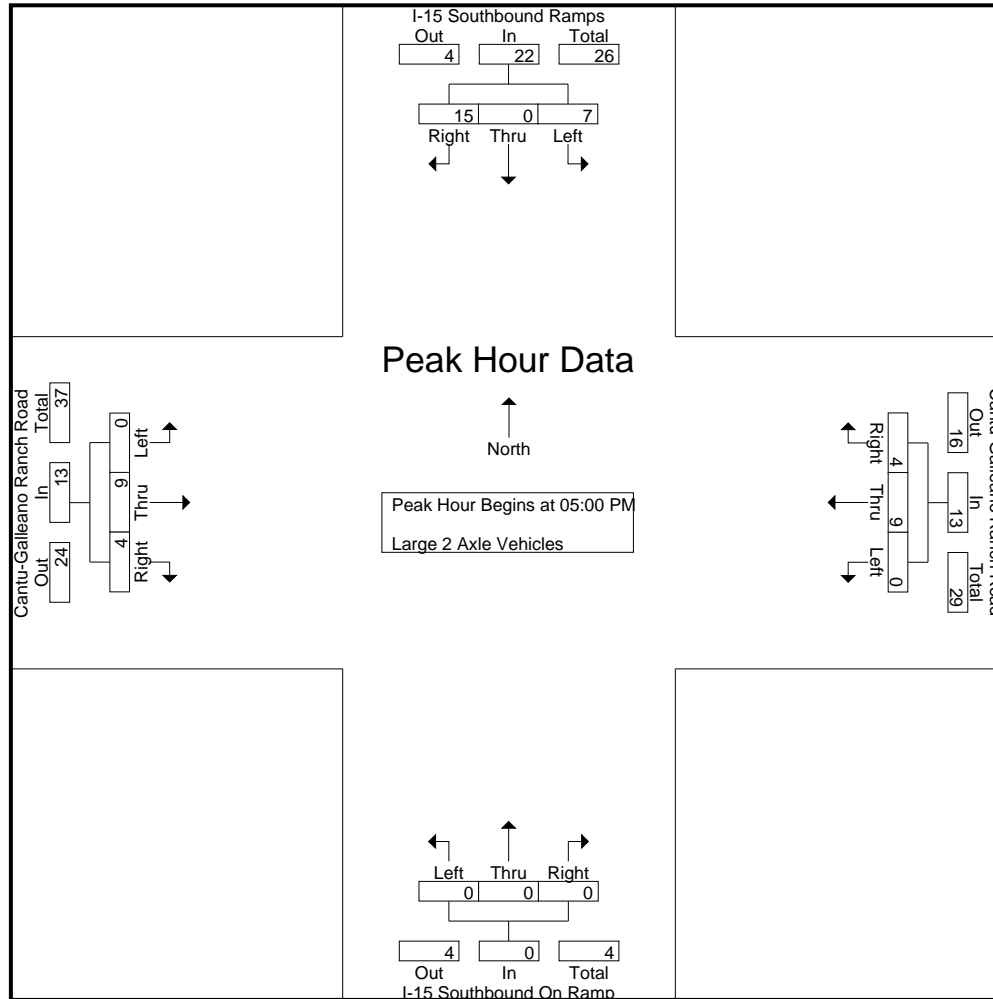 I-15 Southbound Ramps
Out In Total
4 22 26
15 0 7
Right Thru Left
Peak Hour Data
North
Peak Hour Begins at 05:00 PM
Large 2 Axle Vehicles
Cantu-Galleano Ranch Road
Out In Total
24 13 37
Left Thru Right
0 9 4
Out In Total
16 13 29
Right Thru Left
4 9 0
Left Thru Right
0 0 0
4 0 4
Out In Total
I-15 Southbound On Ramp